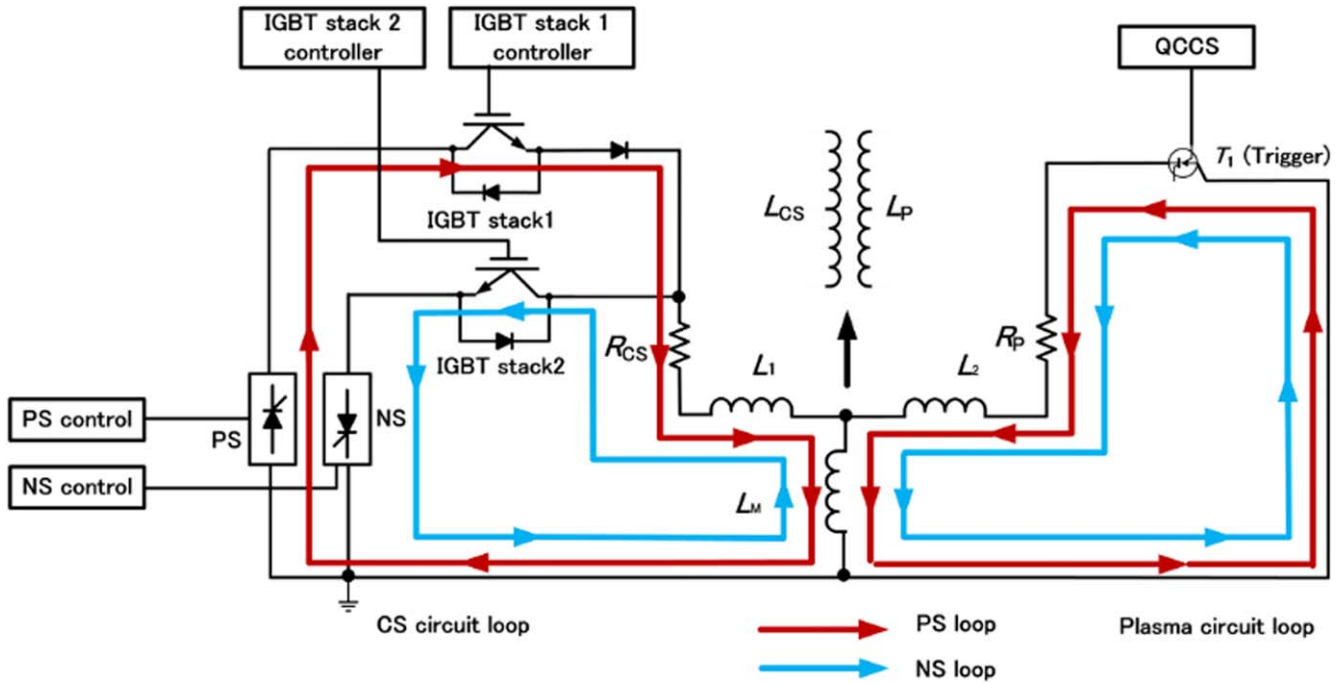 IGBT stack 2
controller
IGBT stack 1
controller
QCCS
T1 (Trigger)
IGBT stack1
LCS
LP
IGBT stack2
RCS
L1
L2
RP
PS control
PS
NS
NS control
LM
CS circuit loop
PS loop
NS loop
Plasma circuit loop